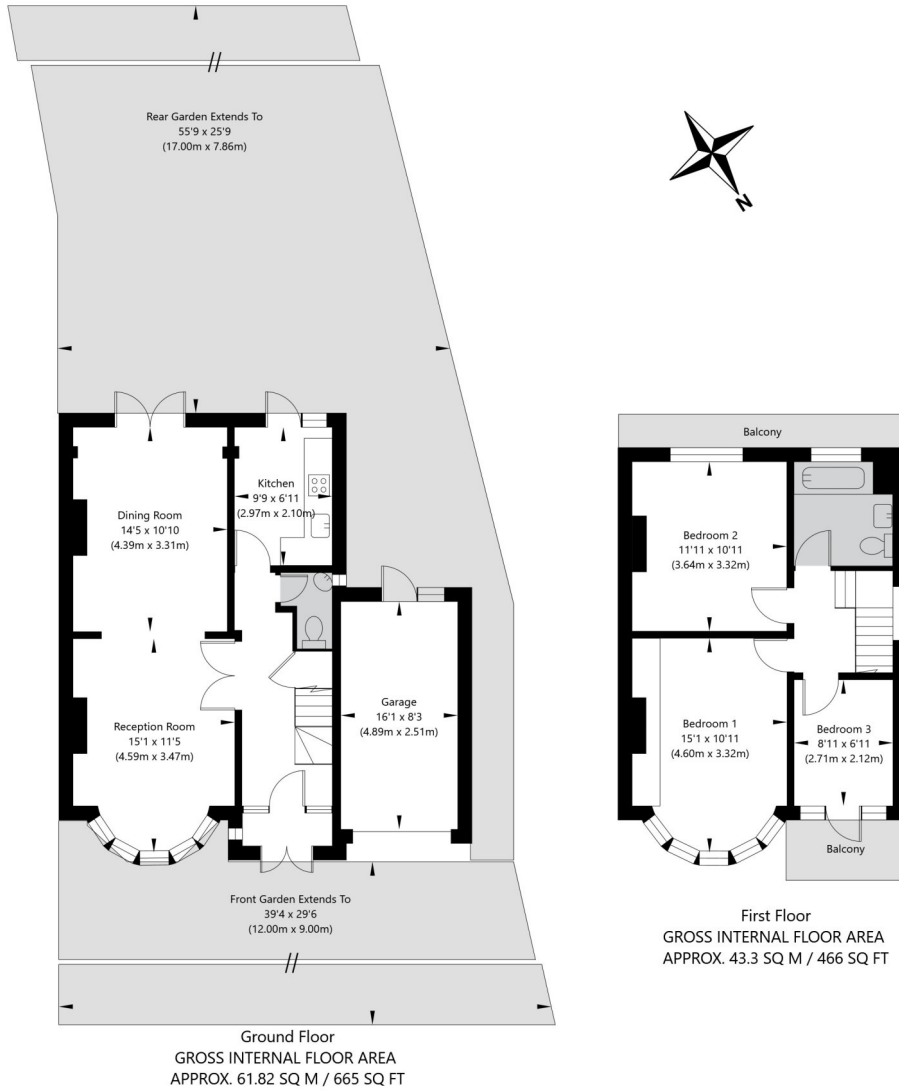 Rear Garden Extends To
55'9 x 25'9
(17.00m x 7.86m)
N
Dining Room
14'5 x 10'10
(4.39m x 3.31m)
Kitchen
9'9 x 6'11
(2.97m x 2.10m)
Reception Room
15'1 x 11'5
(4.59m x 3.47m)
Garage
16'1 x 8'3
(4.89m x 2.51m)
Front Garden Extends To
39'4 x 29'6
(12.00m x 9.00m)
Ground Floor
GROSS INTERNAL FLOOR AREA
APPROX. 61.82 SQ M / 665 SQ FT
Balcony
Bedroom 2
11'11 x 10'11
(3.64m x 3.32m)
Bedroom 1
15'1 x 10'11
(4.60m x 3.32m)
Bedroom 3
8'11 x 6'11
(2.71m x 2.12m)
Balcony
First Floor
GROSS INTERNAL FLOOR AREA
APPROX. 43.3 SQ M / 466 SQ FT